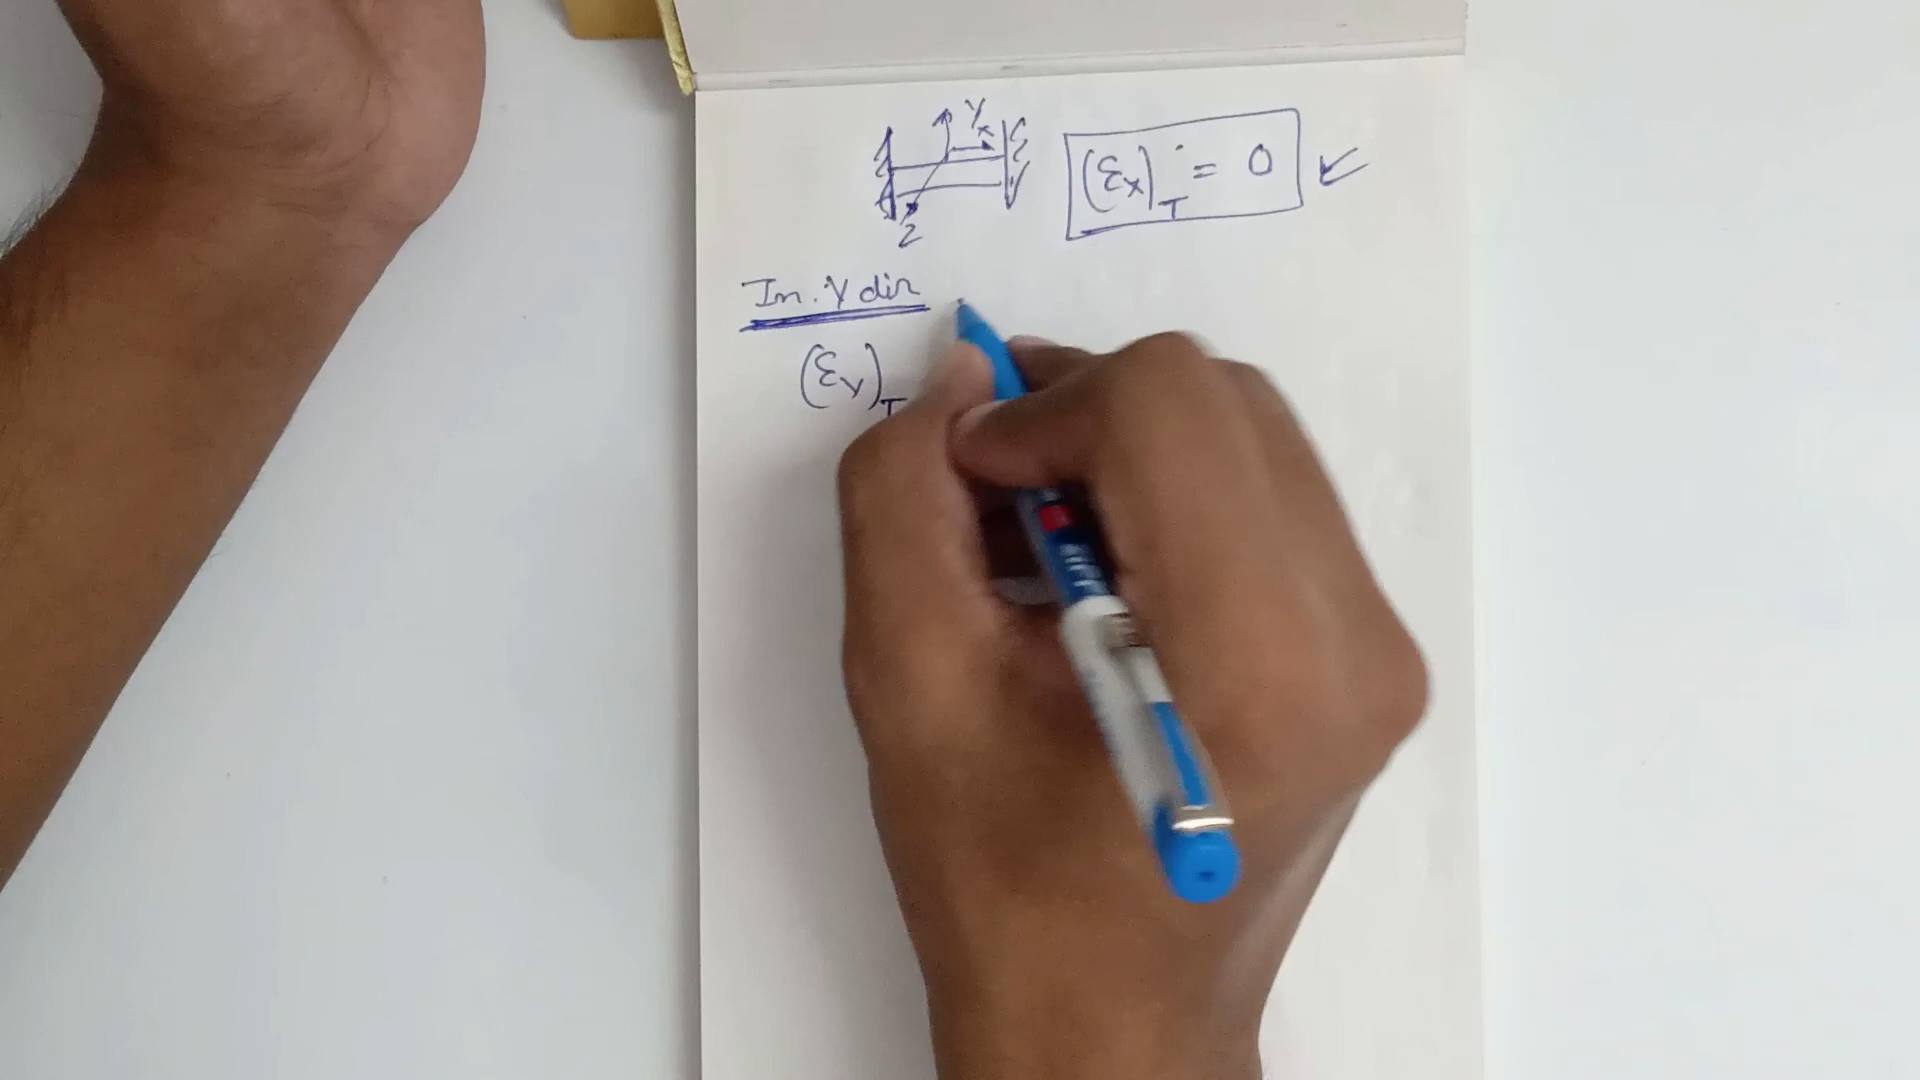 Y
x
Z
(εx)T = 0 ✓
In. Y dir
(εy)T